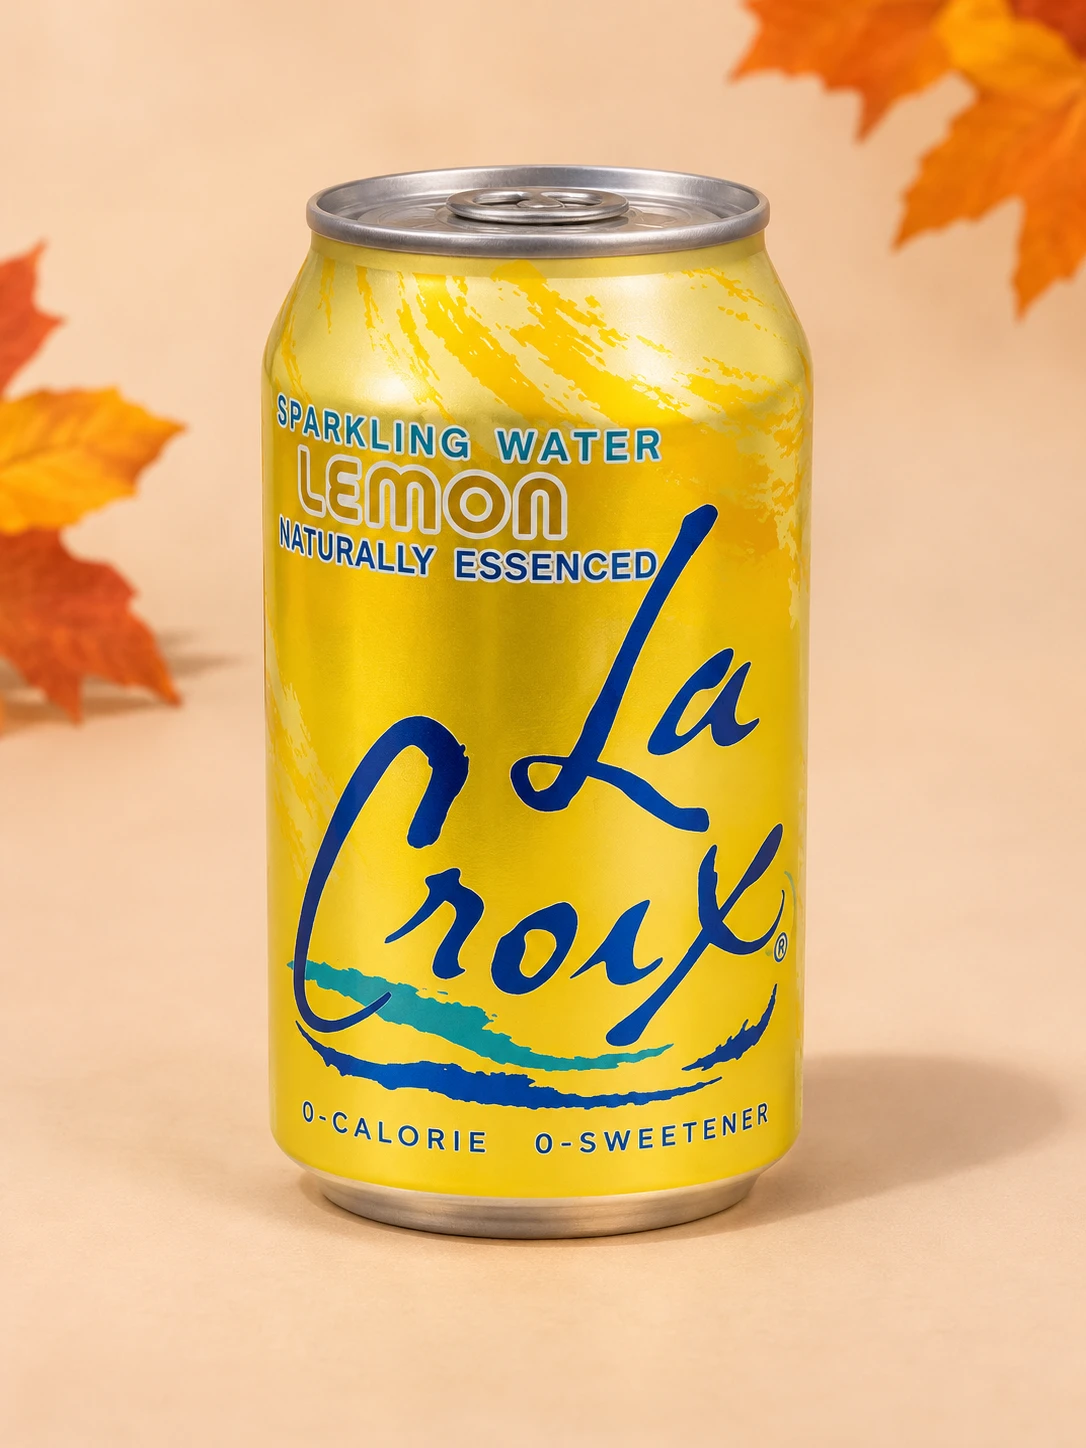 SPARKLING WATER
LEMON
NATURALLY ESSENCED
La
Croix®
0-CALORIE 0-SWEETENER